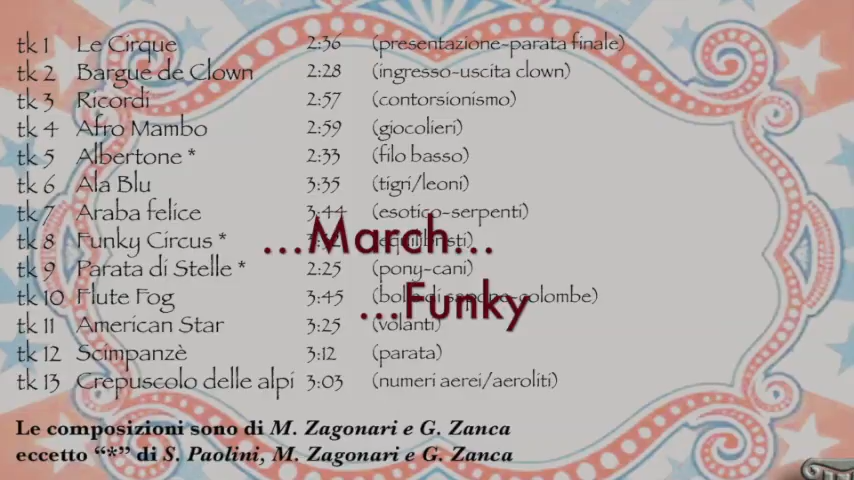 tk 1 Le Cirque 2:36 (presentazione-parata finale)
tk 2 Bargue de Clown 2:28 (ingresso-uscita clown)
tk 3 Ricordi 2:57 (contorsionismo)
tk 4 Afro Mambo 2:59 (giocolieri)
tk 5 Albertone * 2:33 (filo basso)
tk 6 Ala Blu 3:35 (tigri/leoni)
tk 7 Araba felice 3:44 (esotico-serpenti)
tk 8 Funky Circus * (equilibristi)
...March...
tk 9 Parata di Stelle * 2:25 (pony-cani)
tk 10 Flute Fog 3:45 (bolle di sapone-colombe)
...Funky
tk 11 American Star 3:25 (volanti)
tk 12 Scimpanzè 3:12 (parata)
tk 13 Crepuscolo delle alpi 3:03 (numeri aerei/aeroliti)
Le composizioni sono di M. Zagonari e G. Zanca
eccetto “*” di S. Paolini, M. Zagonari e G. Zanca